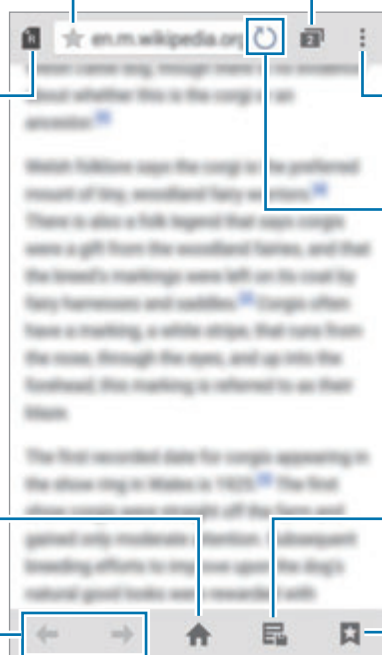 en.m.wikipedia.org
2
about whether this is the corgi or an
ancestor.
Welsh folklore says the corgi is the preferred
mount of tiny, woodland fairy warriors.
There is also a folk legend that says corgis
were a gift from the woodland fairies, and that
the breed's markings were left on its coat by
fairy harnesses and saddles. Corgis often
have a marking, a white stripe, that runs from
the nose, through the eyes, and up into the
forehead; this marking is referred to as their
blaze.
The first recorded date for corgis appearing in
the show ring in Wales is 1925. The first
show corgis were straight off the farm and
gained only moderate attention. Subsequent
breeding efforts to improve upon the dog's
natural good looks were rewarded with